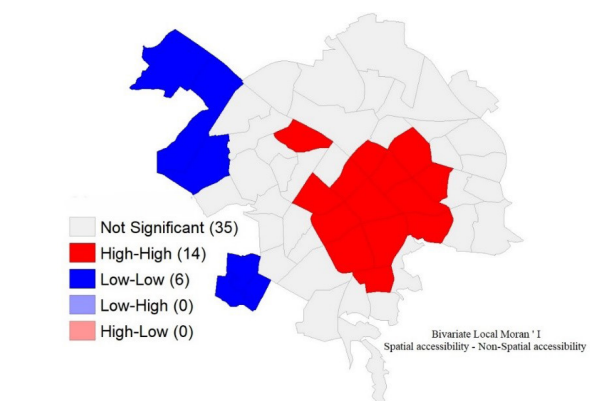 Not Significant (35)
High-High (14)
Low-Low (6)
Low-High (0)
High-Low (0)
Bivariate Local Moran ' I
Spatial accessibility - Non-Spatial accessibility